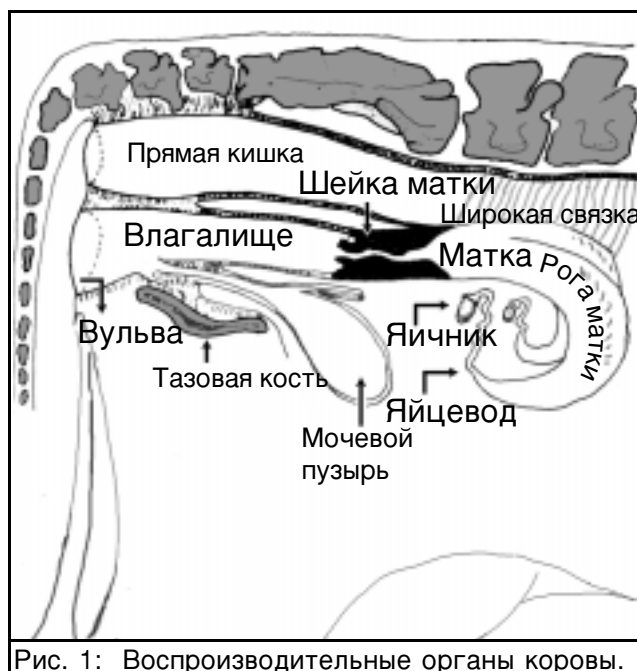 Прямая кишка
Шейка матки
Широкая связка
Влагалище
Матка
Рога матки
Вульва
Яичник
Тазовая кость
Яйцевод
Мочевой
пузырь
Рис. 1: Воспроизводительные органы коровы.